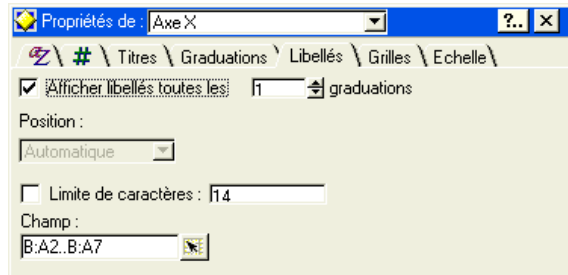 Propriétés de : Axe X ?.. X
# Titres Graduations Libellés Grilles Echelle
Afficher libellés toutes les 1 graduations
Position :
Automatique
Limite de caractères : 14
Champ :
B:A2..B:A7